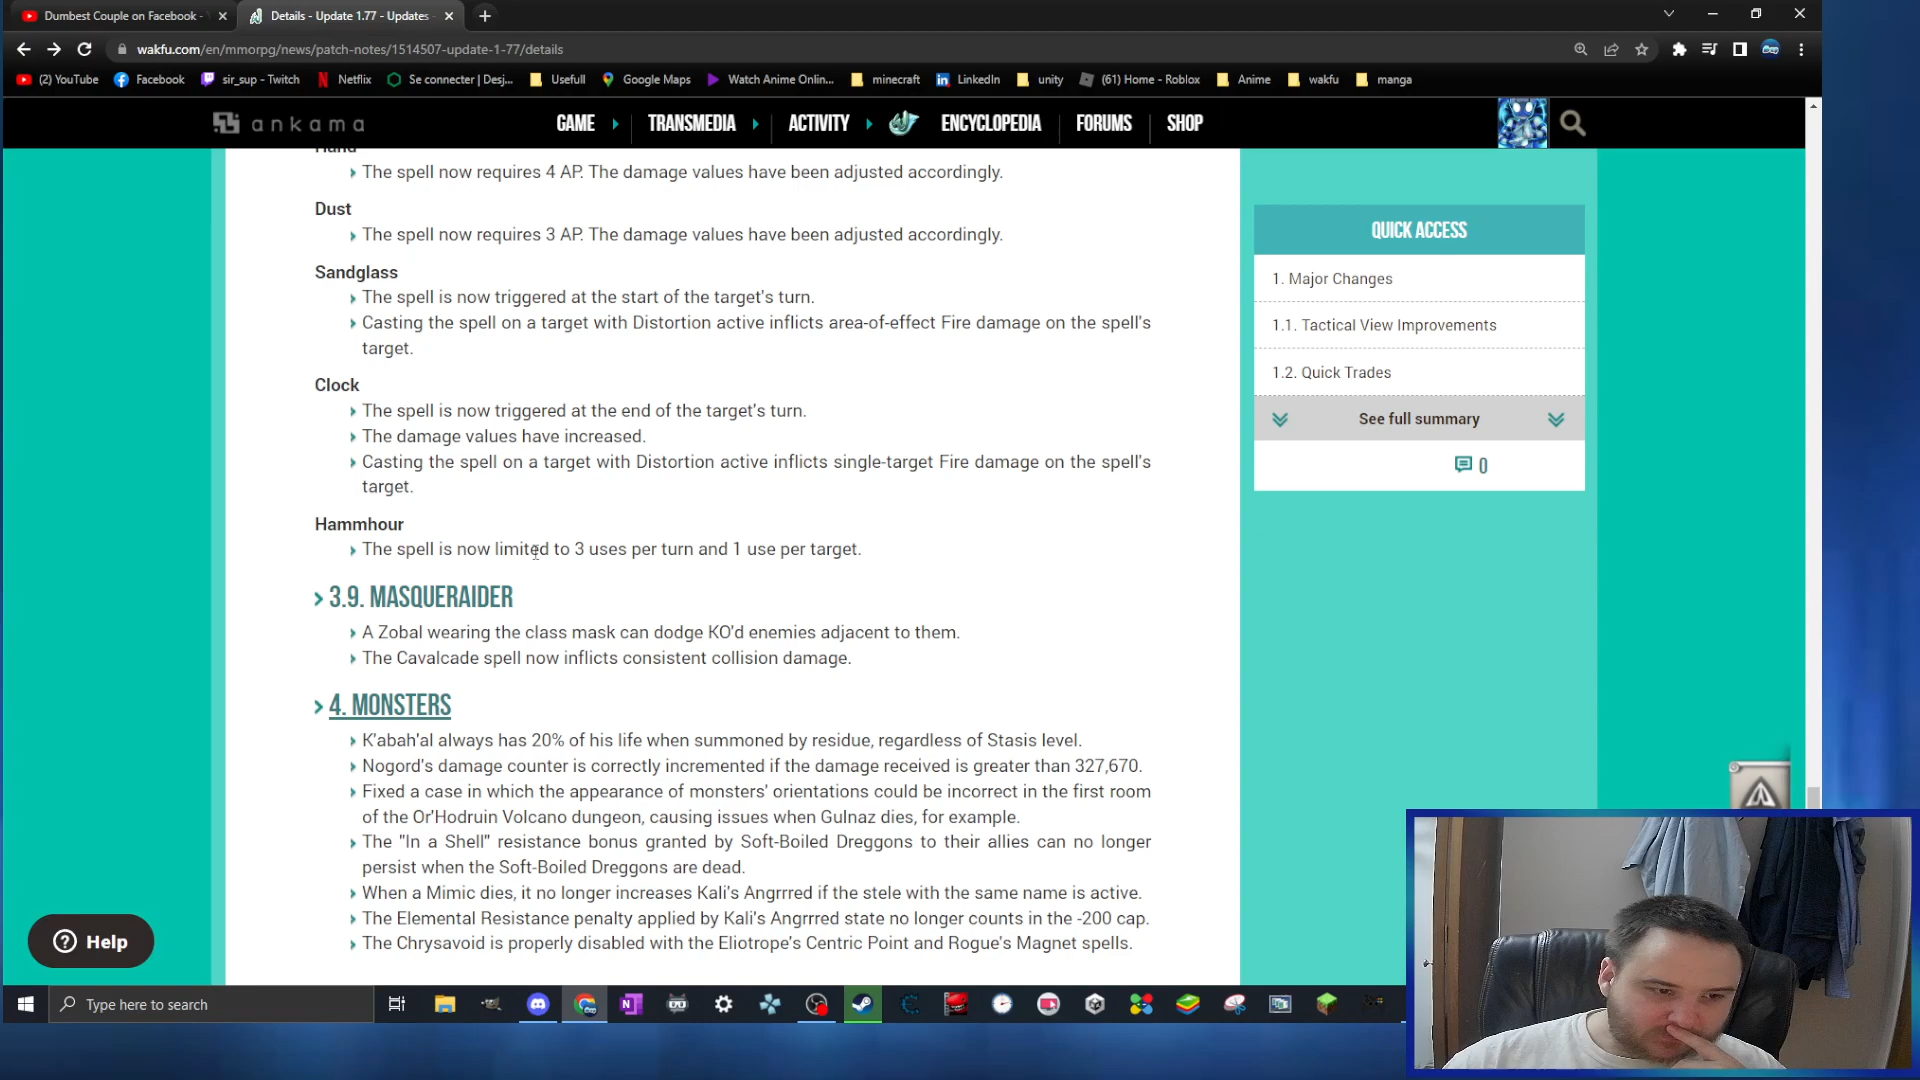 Dumbest Couple on Facebook -
Details - Update 1.77 - Updates
wakfu.com/en/mmorpg/news/patch-notes/1514507-update-1-77/details
(2) YouTube
Facebook
sir_sup - Twitch
Netflix
Se connecter | Desj...
Usefull
Google Maps
Watch Anime Onlin...
minecraft
LinkedIn
unity
(61) Home - Roblox
Anime
wakfu
manga
ankama
GAME
TRANSMEDIA
ACTIVITY
ENCYCLOPEDIA
FORUMS
SHOP
Hand
The spell now requires 4 AP. The damage values have been adjusted accordingly.
Dust
The spell now requires 3 AP. The damage values have been adjusted accordingly.
Sandglass
The spell is now triggered at the start of the target's turn.
Casting the spell on a target with Distortion active inflicts area-of-effect Fire damage on the spell's
target.
Clock
The spell is now triggered at the end of the target's turn.
The damage values have increased.
Casting the spell on a target with Distortion active inflicts single-target Fire damage on the spell's
target.
Hammhour
The spell is now limited to 3 uses per turn and 1 use per target.
3.9. MASQUERAIDER
A Zobal wearing the class mask can dodge KO'd enemies adjacent to them.
The Cavalcade spell now inflicts consistent collision damage.
4. MONSTERS
K'abah'al always has 20% of his life when summoned by residue, regardless of Stasis level.
Nogord's damage counter is correctly incremented if the damage received is greater than 327,670.
Fixed a case in which the appearance of monsters' orientations could be incorrect in the first room
of the Or'Hodruin Volcano dungeon, causing issues when Gulnaz dies, for example.
The "In a Shell" resistance bonus granted by Soft-Boiled Dreggons to their allies can no longer
persist when the Soft-Boiled Dreggons are dead.
When a Mimic dies, it no longer increases Kali's Angrrred if the stele with the same name is active.
The Elemental Resistance penalty applied by Kali's Angrrred state no longer counts in the -200 cap.
The Chrysavoid is properly disabled with the Eliotrope's Centric Point and Rogue's Magnet spells.
QUICK ACCESS
1. Major Changes
1.1. Tactical View Improvements
1.2. Quick Trades
See full summary
0
Help
Type here to search